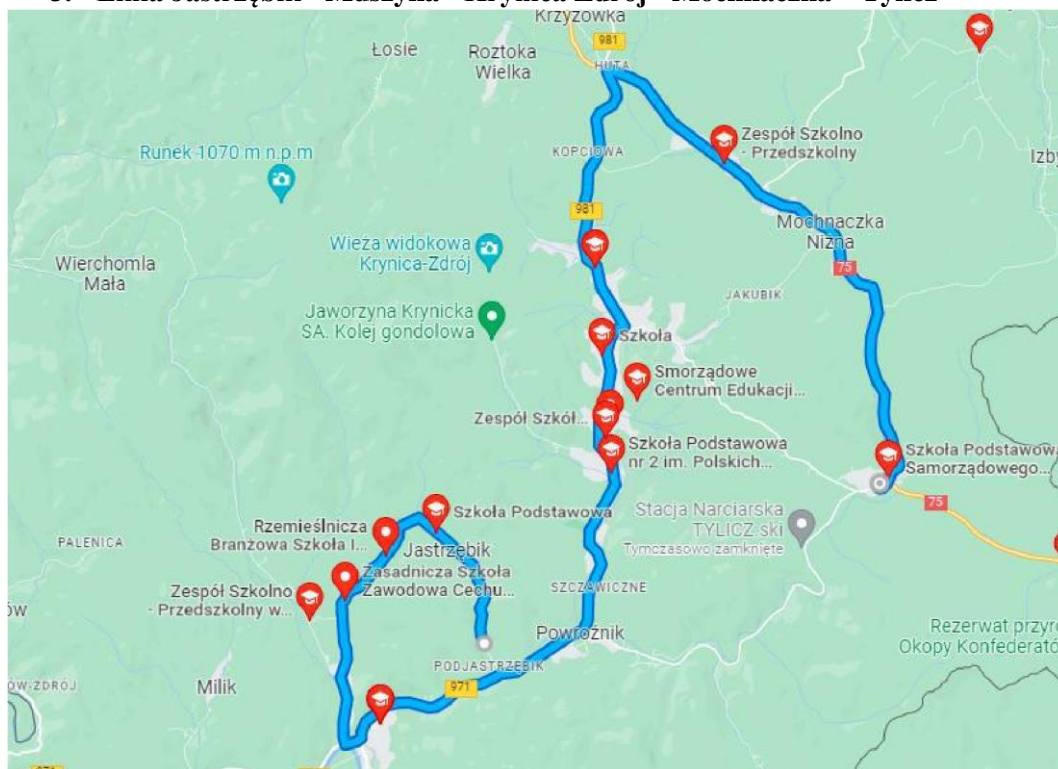 Krzyżówka
981
HUTA
Łosie
Roztoka
Wielka
Zespół Szkolno
- Przedszkolny
Runek 1070 m n.p.m
KOPCIOWA
981
Mochnaczka
Niżna
75
Wieża widokowa
Krynica-Zdrój
Wierchomla
Mała
JAKUBIK
Jaworzyna Krynicka
SA. Kolej gondolowa
Szkoła
Smorządowe
Centrum Edukacji...
Zespół Szkół...
Szkoła Podstawowa
nr 2 im. Polskich...
Szkoła Podstawowa
Samorządowego...
75
Stacja Narciarska
TYLICZ.ski
Tymczasowo zamknięte
Szkoła Podstawowa
Rzemieślnicza
Branżowa Szkoła I...
PALENICA
Jastrzębik
Zasadnicza Szkoła
Zawodowa Cechu...
Zespół Szkolno
- Przedszkolny w...
SZCZAWICZNE
Powroźnik
Rezerwat przyro
Okopy Konfederató
PODJASTRZĘBIK
971
Milik